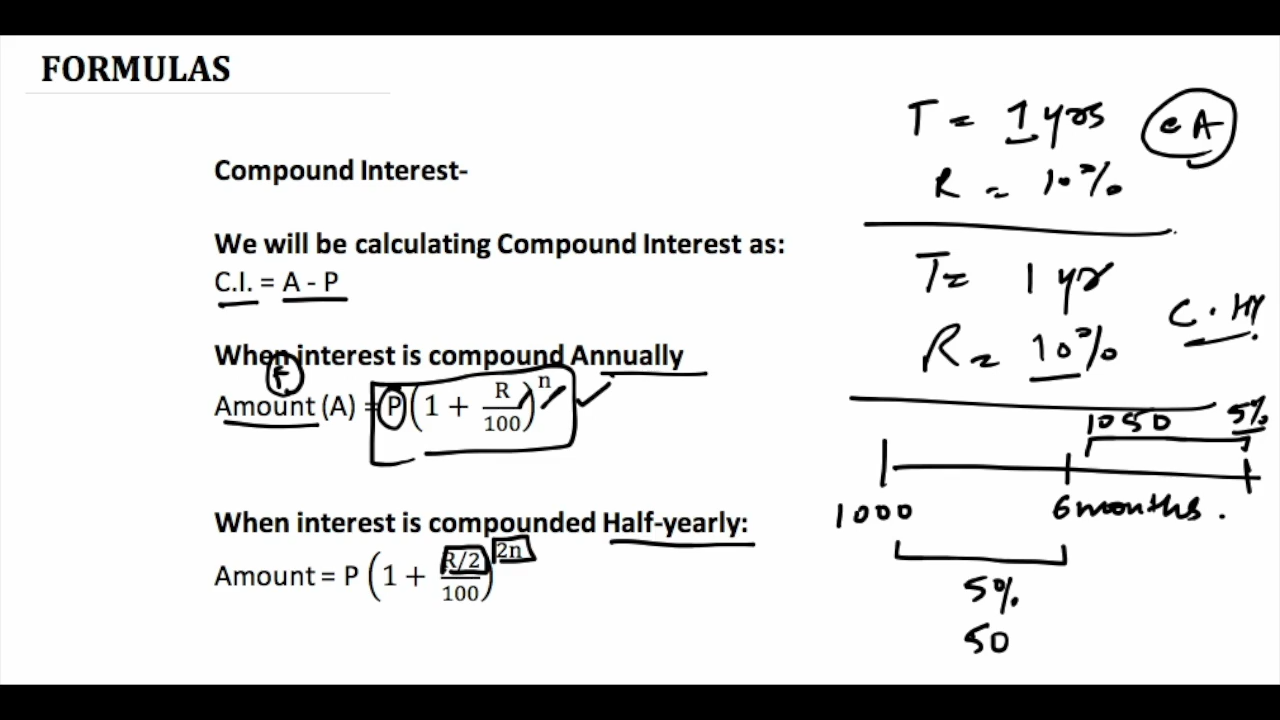 FORMULAS
Compound Interest-
We will be calculating Compound Interest as:
C.I. = A - P
When interest is compound Annually
Amount (A) = P(1 + R/100)^n
When interest is compounded Half-yearly:
Amount = P (1 + (R/2)/100)^2n
T = 1 yrs
CA
R = 10%
T = 1 yr
R = 10%
C. HY
1050 5%
1000 6 months.
5%
50